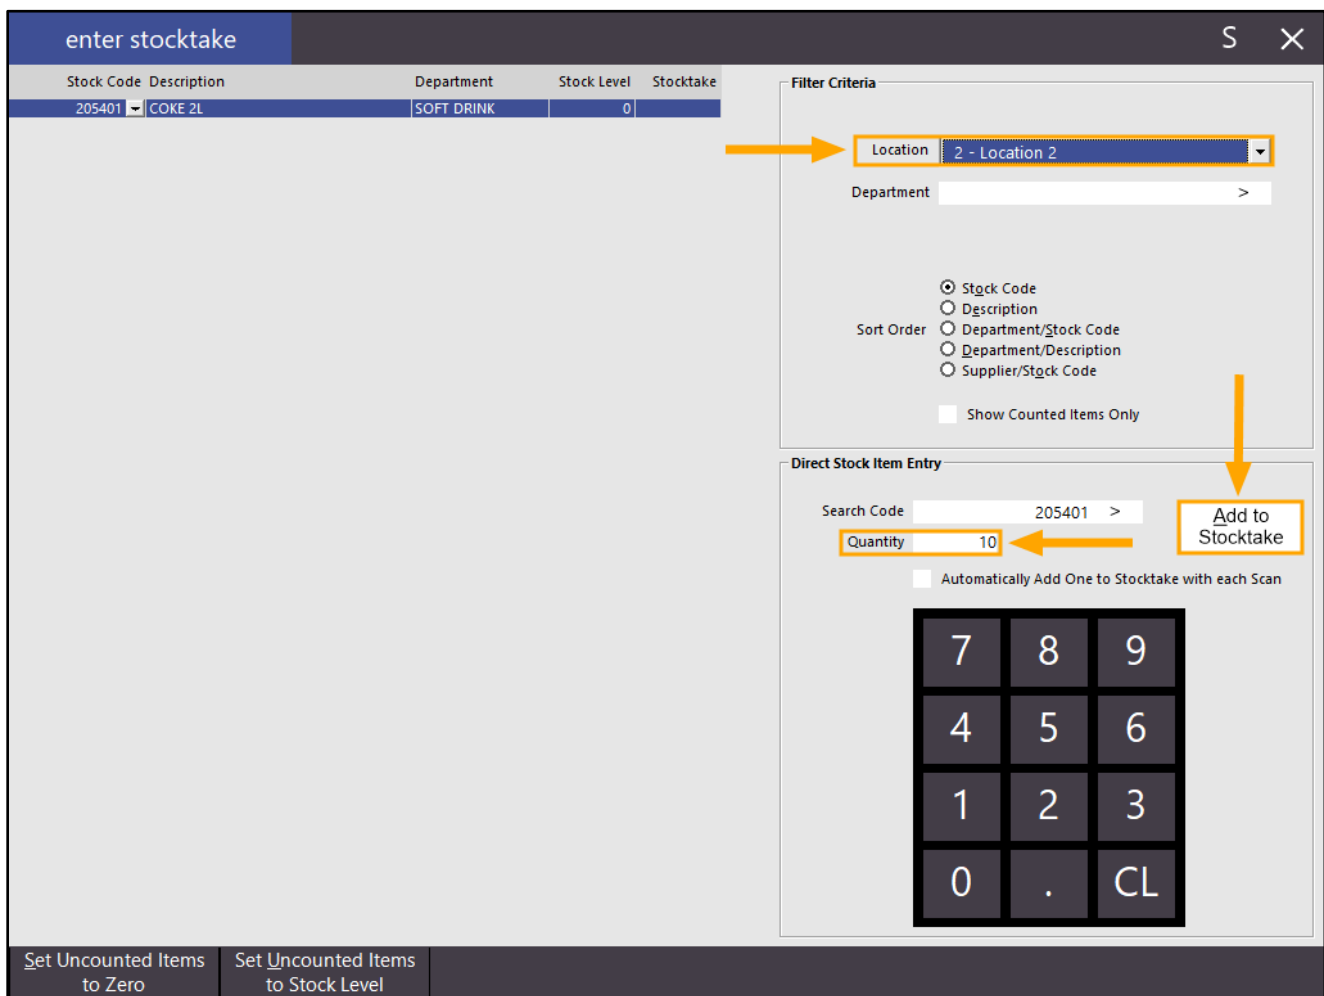 enter stocktake S
Stock Code Description Department Stock Level Stocktake
205401 COKE 2L SOFT DRINK 0
Filter Criteria
Location 2 - Location 2
Department >
Sort Order
Stock Code
Description
Department/Stock Code
Department/Description
Supplier/Stock Code
Show Counted Items Only
Direct Stock Item Entry
Search Code 205401 >
Quantity 10
Add to
Stocktake
Automatically Add One to Stocktake with each Scan
7 8 9
4 5 6
1 2 3
0 . CL
Set Uncounted Items
to Zero
Set Uncounted Items
to Stock Level